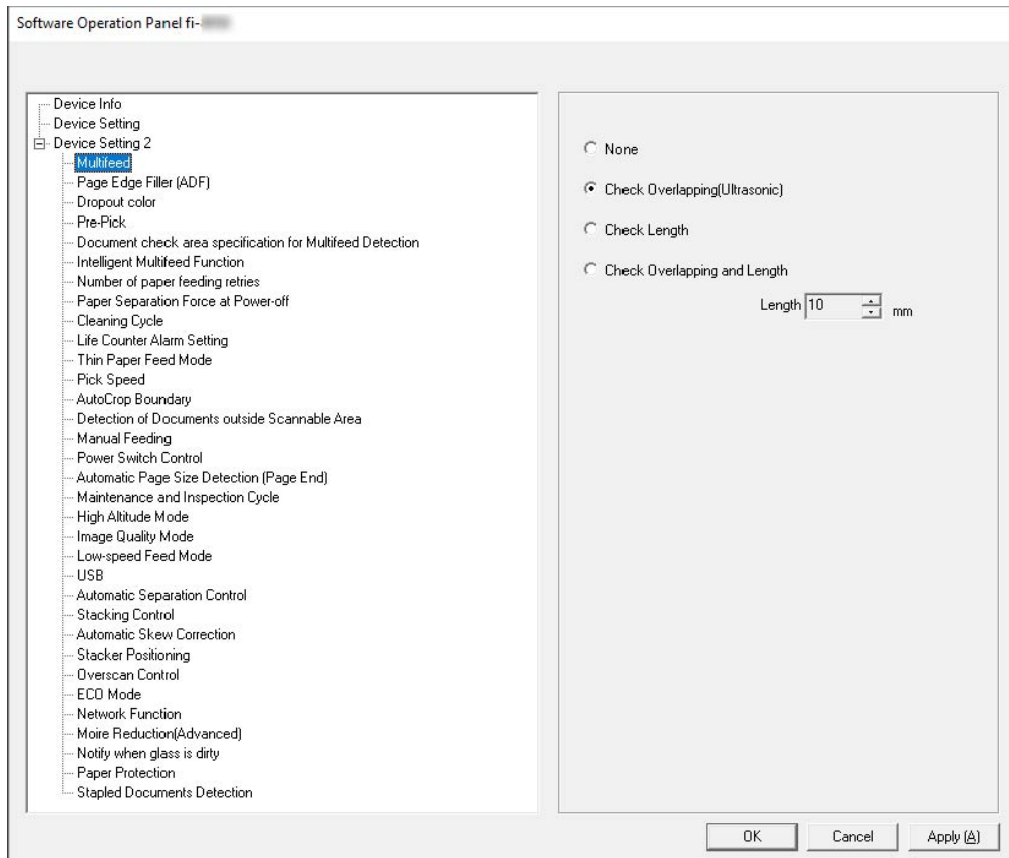 Software Operation Panel fi-
Device Info
Device Setting
Device Setting 2
Multifeed
Page Edge Filler (ADF)
Dropout color
Pre-Pick
Document check area specification for Multifeed Detection
Intelligent Multifeed Function
Number of paper feeding retries
Paper Separation Force at Power-off
Cleaning Cycle
Life Counter Alarm Setting
Thin Paper Feed Mode
Pick Speed
AutoCrop Boundary
Detection of Documents outside Scannable Area
Manual Feeding
Power Switch Control
Automatic Page Size Detection (Page End)
Maintenance and Inspection Cycle
High Altitude Mode
Image Quality Mode
Low-speed Feed Mode
USB
Automatic Separation Control
Stacking Control
Automatic Skew Correction
Stacker Positioning
Overscan Control
ECO Mode
Network Function
Moire Reduction(Advanced)
Notify when glass is dirty
Paper Protection
Stapled Documents Detection
None
Check Overlapping(Ultrasonic)
Check Length
Check Overlapping and Length
Length 10 mm
OK Cancel Apply (A)